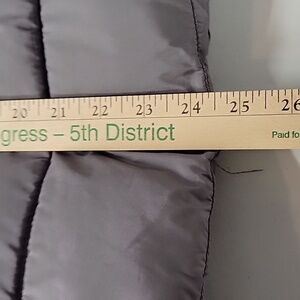 20 21 22 23 24 25 26
gress – 5th District Paid fo